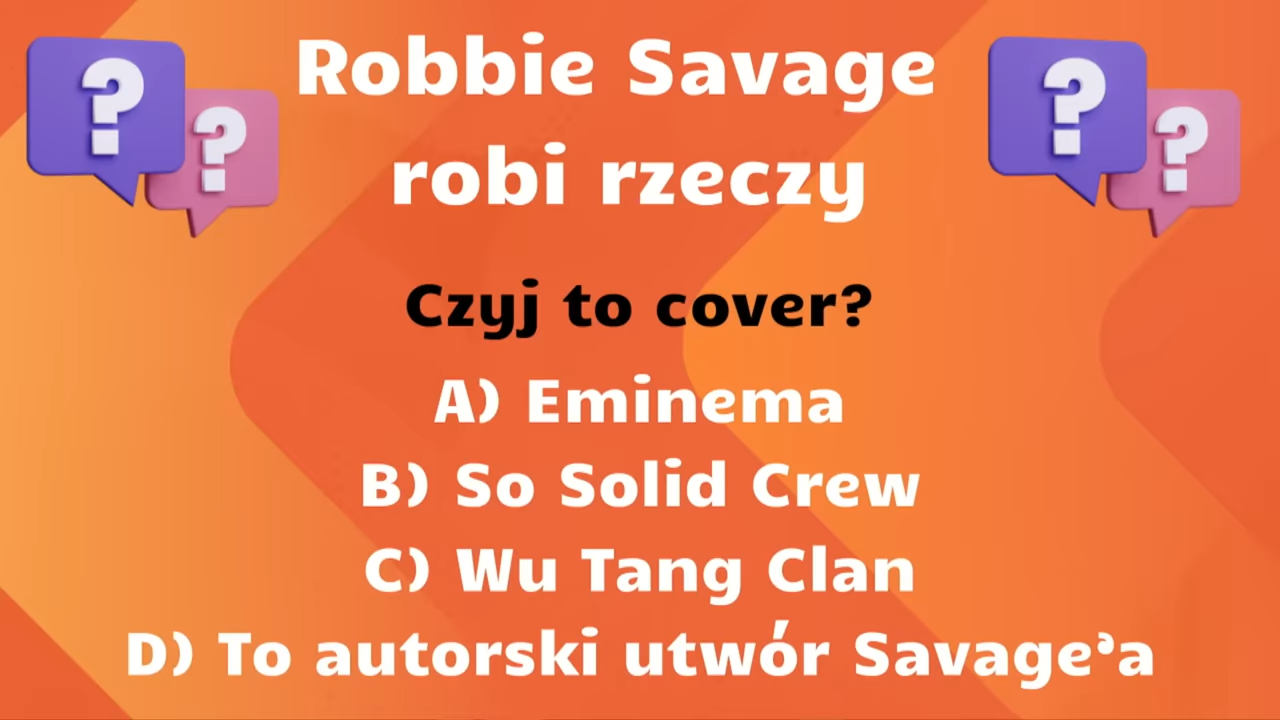 Robbie Savage
robi rzeczy
? ?
? ?
Czyj to cover?
A) Eminema
B) So Solid Crew
C) Wu Tang Clan
D) To autorski utwór Savage'a